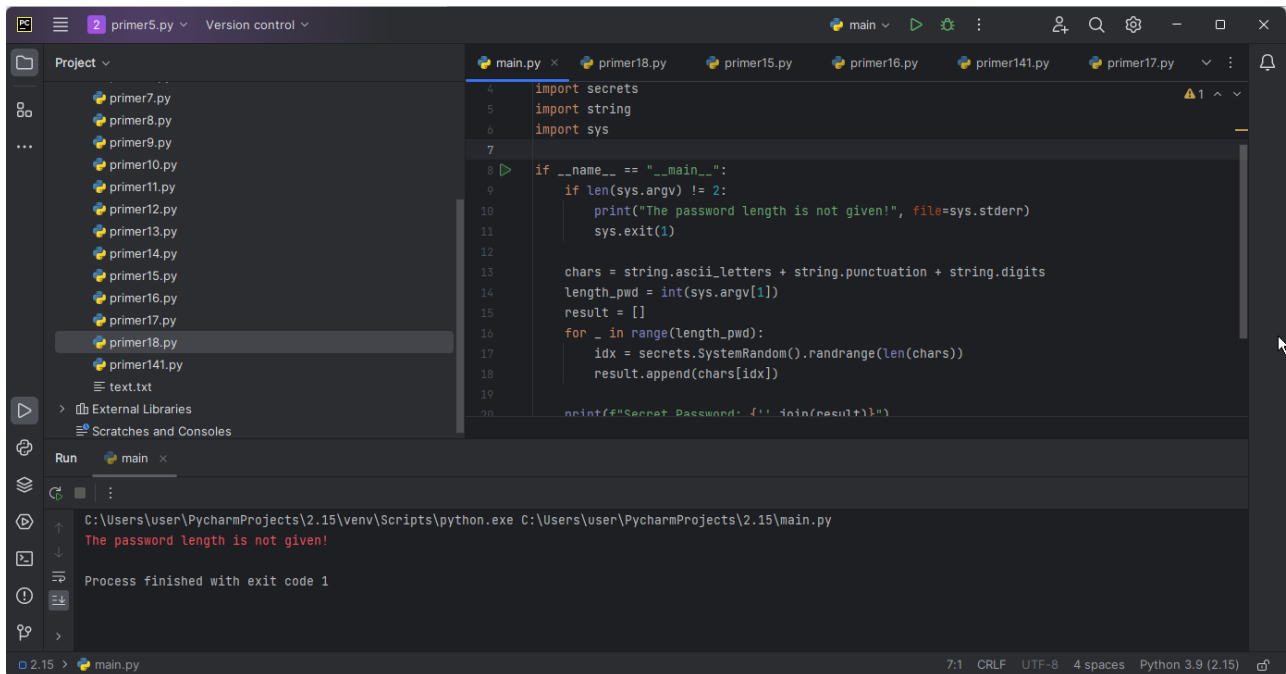 PC 2 primer5.py Version control main
Project
primer7.py
primer8.py
primer9.py
primer10.py
primer11.py
primer12.py
primer13.py
primer14.py
primer15.py
primer16.py
primer17.py
primer18.py
primer141.py
text.txt
External Libraries
Scratches and Consoles
main.py primer18.py primer15.py primer16.py primer141.py primer17.py
1
4 import secrets
5 import string
6 import sys
7
8 if __name__ == "__main__":
9 if len(sys.argv) != 2:
10 print("The password length is not given!", file=sys.stderr)
11 sys.exit(1)
12
13 chars = string.ascii_letters + string.punctuation + string.digits
14 length_pwd = int(sys.argv[1])
15 result = []
16 for _ in range(length_pwd):
17 idx = secrets.SystemRandom().randrange(len(chars))
18 result.append(chars[idx])
19
20 print(f"Secret Password: {''.join(result)}")
Run main
C:\Users\user\PycharmProjects\2.15\venv\Scripts\python.exe C:\Users\user\PycharmProjects\2.15\main.py
The password length is not given!
Process finished with exit code 1
2.15 > main.py 7:1 CRLF UTF-8 4 spaces Python 3.9 (2.15)